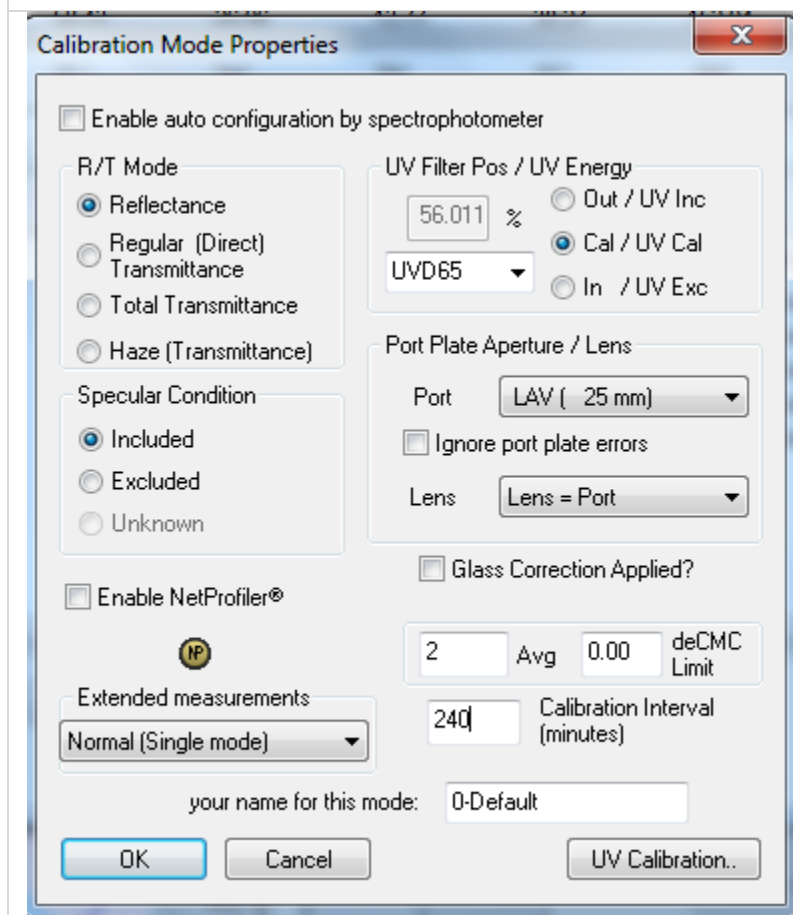 Calibration Mode Properties
X
Enable auto configuration by spectrophotometer
R/T Mode
Reflectance
Regular (Direct)
Transmittance
Total Transmittance
Haze (Transmittance)
UV Filter Pos / UV Energy
56.011 %
UVD65
Out / UV Inc
Cal / UV Cal
In / UV Exc
Specular Condition
Included
Excluded
Unknown
Port Plate Aperture / Lens
Port LAV ( 25 mm)
Ignore port plate errors
Lens Lens = Port
Glass Correction Applied?
Enable NetProfiler®
NP
2 Avg 0.00 deCMC
Limit
Extended measurements
Normal (Single mode)
240 Calibration Interval
(minutes)
your name for this mode: 0-Default
OK Cancel UV Calibration..